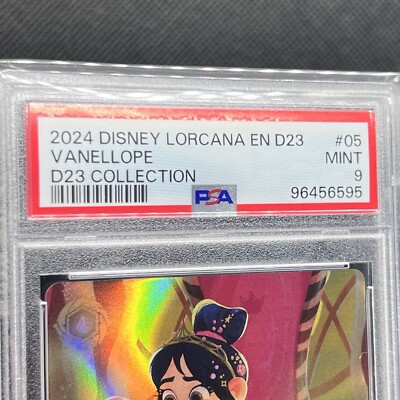 2024 DISNEY LORCANA EN D23 #05
VANELLOPE MINT
D23 COLLECTION 9
PSA 96456595